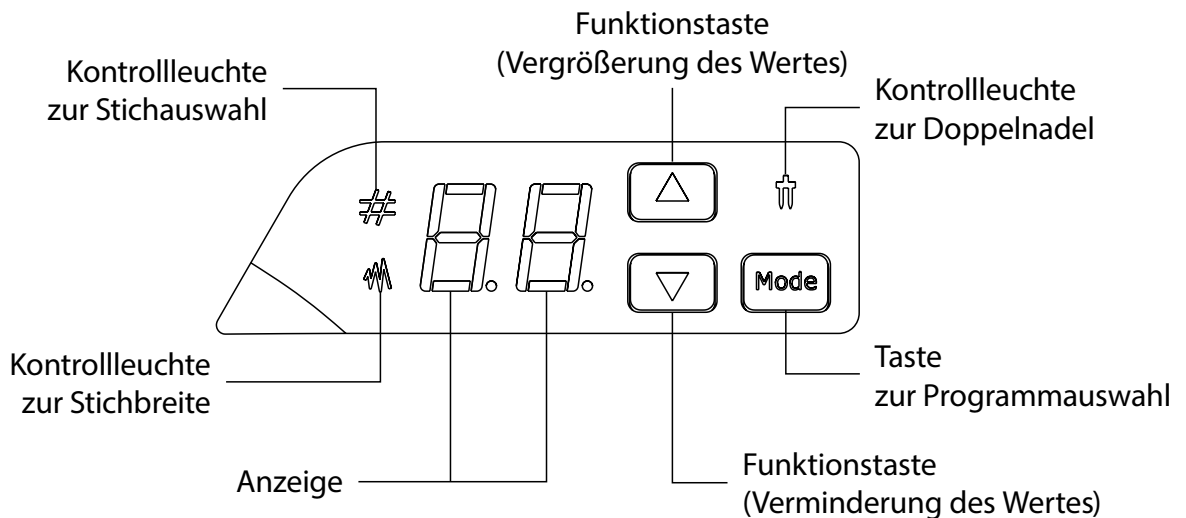 Funktionstaste
(Vergrößerung des Wertes)
Kontrollleuchte
zur Stichauswahl
Kontrollleuchte
zur Doppelnadel
Mode
Kontrollleuchte
zur Stichbreite
Taste
zur Programmauswahl
Anzeige
Funktionstaste
(Verminderung des Wertes)